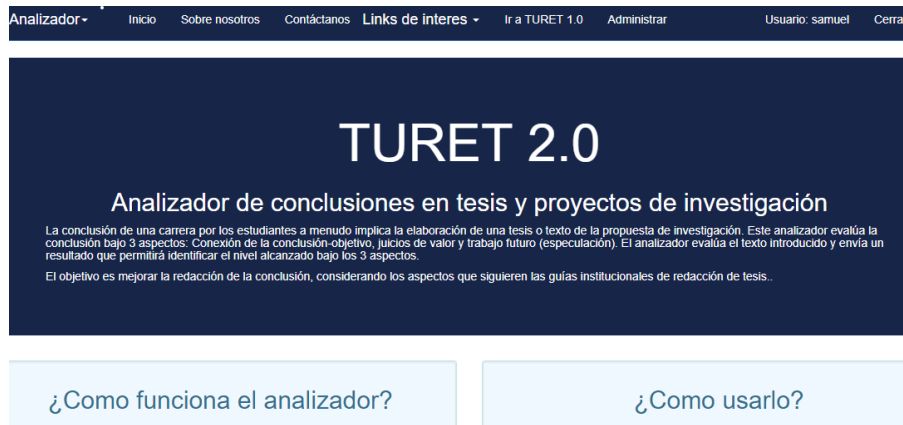 Analizador Inicio Sobre nosotros Contáctanos Links de interes Ir a TURET 1.0 Administrar Usuario: samuel Cerra
TURET 2.0
Analizador de conclusiones en tesis y proyectos de investigación
La conclusión de una carrera por los estudiantes a menudo implica la elaboración de una tesis o texto de la propuesta de investigación. Este analizador evalúa la
conclusión bajo 3 aspectos: Conexión de la conclusión-objetivo, juicios de valor y trabajo futuro (especulación). El analizador evalúa el texto introducido y envía un
resultado que permitirá identificar el nivel alcanzado bajo los 3 aspectos.
El objetivo es mejorar la redacción de la conclusión, considerando los aspectos que siguieren las guías institucionales de redacción de tesis..
¿Como funciona el analizador?
¿Como usarlo?